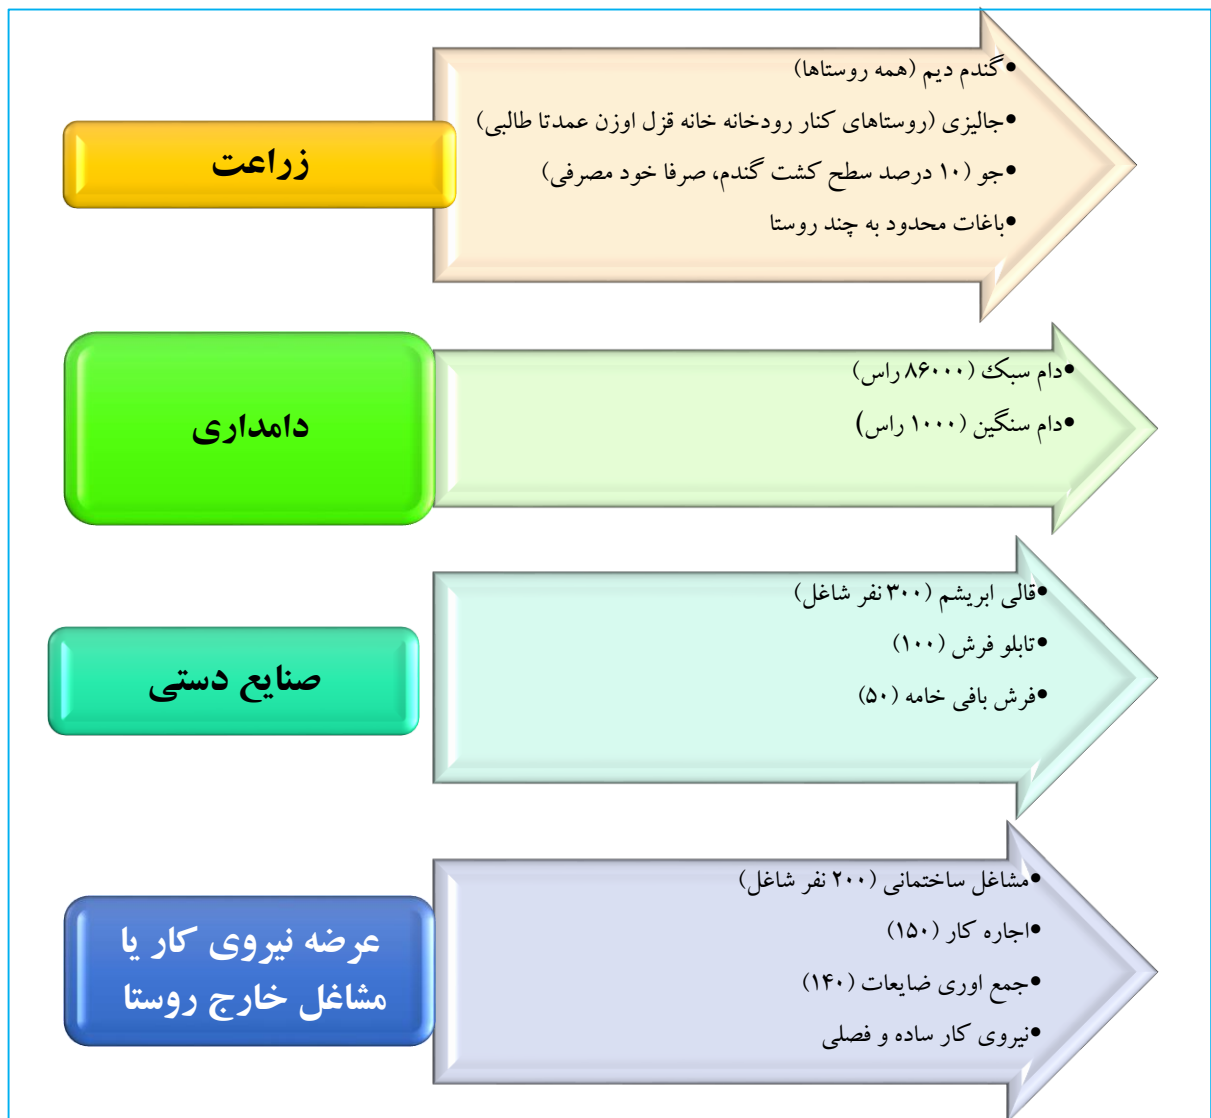 زراعت
•گندم دیم (همه روستاها)
•جالیزی (روستاهای کنار رودخانه خانه قزل اوزن عمدتا طالبی)
•جو (۱۰ درصد سطح کشت گندم، صرفا خود مصرفی)
•باغات محدود به چند روستا
دامداری
•دام سبک (۸۶۰۰۰ راس)
•دام سنگین (۱۰۰۰ راس)
صنایع دستی
•قالی ابریشم (۳۰۰ نفر شاغل)
•تابلو فرش (۱۰۰)
•فرش بافی خامه (۵۰)
عرضه نیروی کار یا
مشاغل خارج روستا
•مشاغل ساختمانی (۲۰۰ نفر شاغل)
•اجاره کار (۱۵۰)
•جمع اوری ضایعات (۱۴۰)
•نیروی کار ساده و فصلی